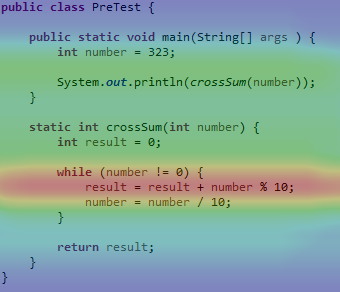 public class PreTest {
public static void main(String[] args ) {
int number = 323;
System.out.println(crossSum(number));
}
static int crossSum(int number) {
int result = 0;
while (number != 0) {
result = result + number % 10;
number = number / 10;
}
return result;
}
}